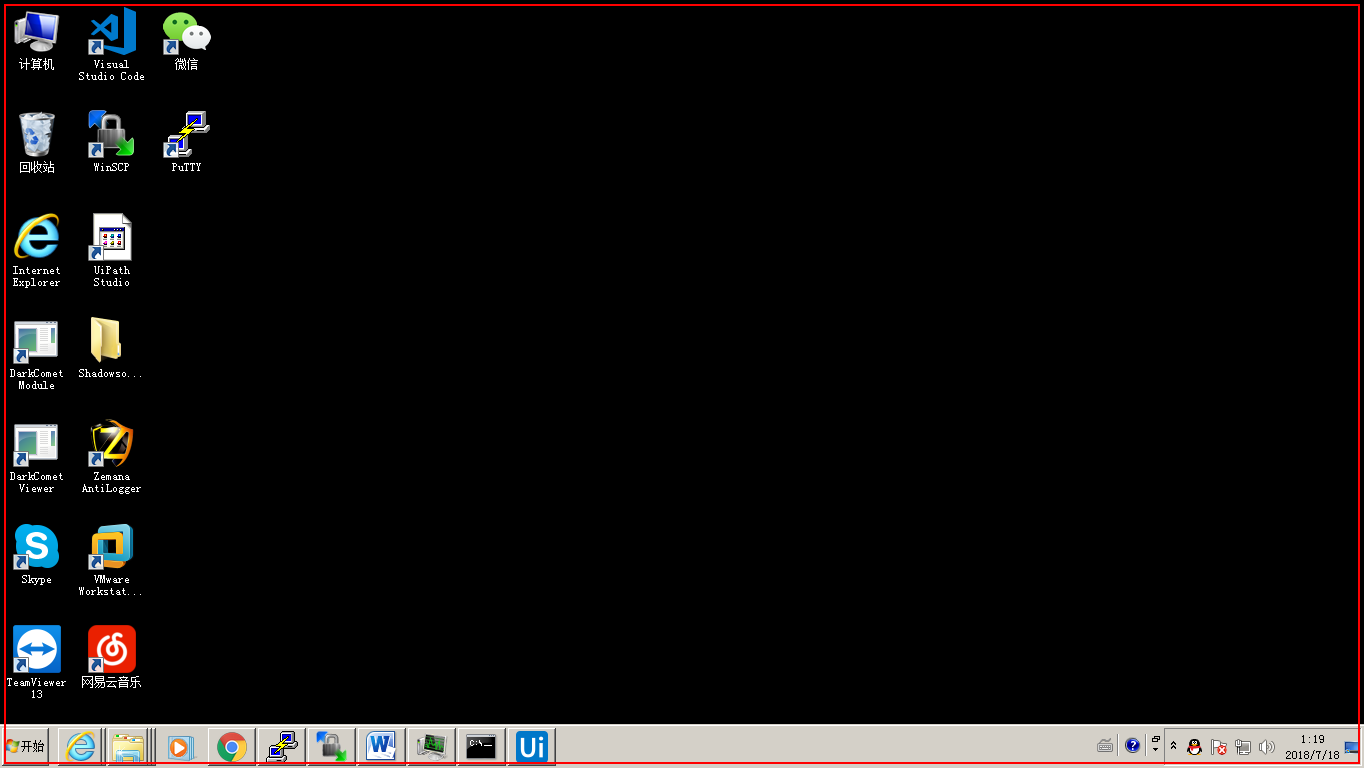 计算机
Visual
Studio Code
微信
回收站
WinSCP
PuTTY
Internet
Explorer
UiPath
Studio
DarkComet
Module
Shadowso...
DarkComet
Viewer
Zemana
AntiLogger
Skype
VMware
Workstat...
TeamViewer
13
网易云音乐
开始
C:\_
Ui
1:19
2018/7/18